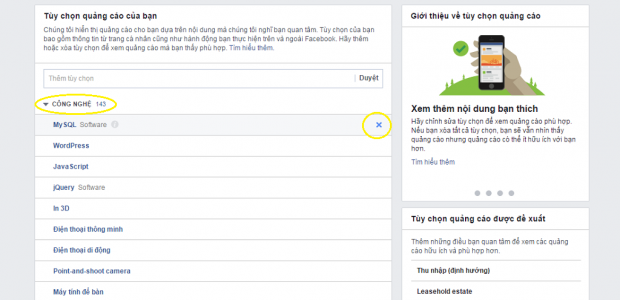 Tùy chọn quảng cáo của bạn
Chúng tôi hiển thị quảng cáo cho bạn dựa trên nội dung mà chúng tôi nghĩ bạn quan tâm. Tùy chọn của bạn
bao gồm thông tin từ trang cá nhân cũng như hành động bạn thực hiện trên và ngoài Facebook. Hãy thêm
hoặc xóa tùy chọn để xem quảng cáo mà bạn thấy phù hợp. Tìm hiểu thêm.
Thêm tùy chọn
Duyệt
CÔNG NGHỆ 143
MySQL Software
WordPress
JavaScript
jQuery Software
In 3D
Điện thoại thông minh
Điện thoại di động
Point-and-shoot camera
Máy tính để bàn
Giới thiệu về tùy chọn quảng cáo
Xem thêm nội dung bạn thích
Hãy chỉnh sửa tùy chọn để xem quảng cáo phù hợp.
Nếu bạn xóa tất cả tùy chọn, bạn sẽ vẫn nhìn thấy
quảng cáo nhưng quảng cáo có thể ít hữu ích với bạn
hơn.
Tìm hiểu thêm
Tùy chọn quảng cáo được đề xuất
Thêm những điều bạn quan tâm để xem các quảng
cáo hữu ích và phù hợp hơn.
Thu nhập (định hướng)
Leasehold estate